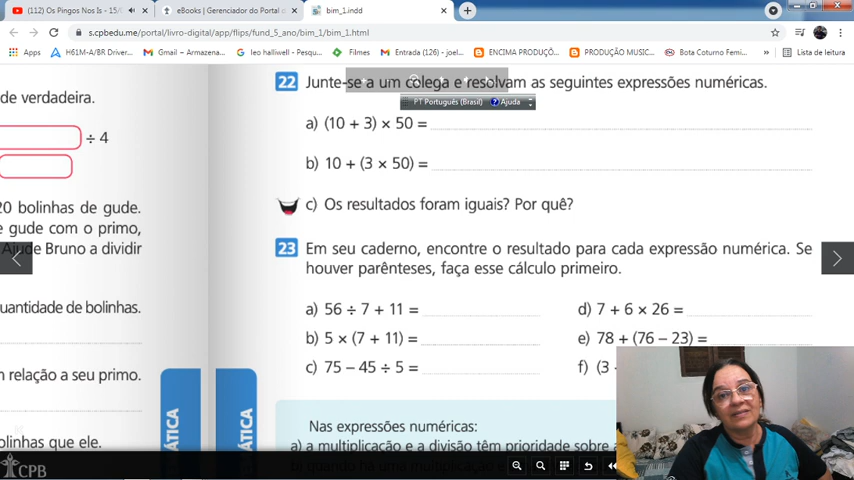 (112) Os Pingos Nos Is - 15/0
eBooks | Gerenciador do Portal d
bim_1.indd
s.cpbedu.me/portal/livro-digital/app/flips/fund_5_ano/bim_1/bim_1.html
Apps
H61M-A/BR Driver...
Gmail – Armazena...
leo halliwell - Pesqu...
Filmes
Entrada (126) - joel...
ENCIMA PRODUÇÕ...
PRODUÇÃO MUSIC...
Bota Coturno Femi...
Lista de leitura
de verdadeira.
÷ 4
20 bolinhas de gude.
e gude com o primo,
Ajude Bruno a dividir
uantidade de bolinhas.
m relação a seu primo.
olinhas que ele.
ÁTICA
ÁTICA
CPB
22 Junte-se a um colega e resolvam as seguintes expressões numéricas.
PT Português (Brasil) Ajuda
a) (10 + 3) × 50 =
b) 10 + (3 × 50) =
c) Os resultados foram iguais? Por quê?
23 Em seu caderno, encontre o resultado para cada expressão numérica. Se
houver parênteses, faça esse cálculo primeiro.
a) 56 ÷ 7 + 11 =
b) 5 × (7 + 11) =
c) 75 – 45 ÷ 5 =
d) 7 + 6 × 26 =
e) 78 + (76 – 23) =
f) (3
Nas expressões numéricas:
a) a multiplicação e a divisão têm prioridade sobre a